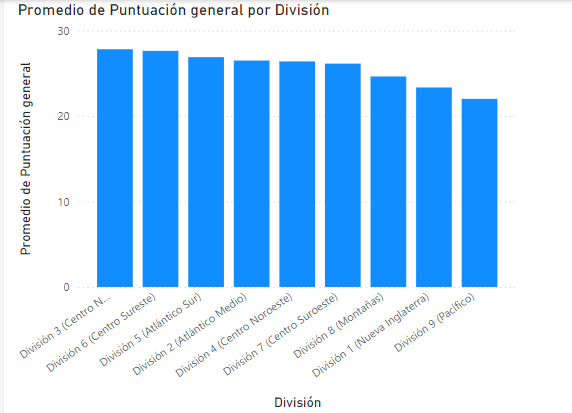 Promedio de Puntuación general por División
Promedio de Puntuación general
30
20
10
0
División 3 (Centro N...
División 6 (Centro Sureste)
División 5 (Atlántico Sur)
División 2 (Atlántico Medio)
División 4 (Centro Noroeste)
División 7 (Centro Suroeste)
División 8 (Montañas)
División 1 (Nueva Inglaterra)
División 9 (Pacífico)
División